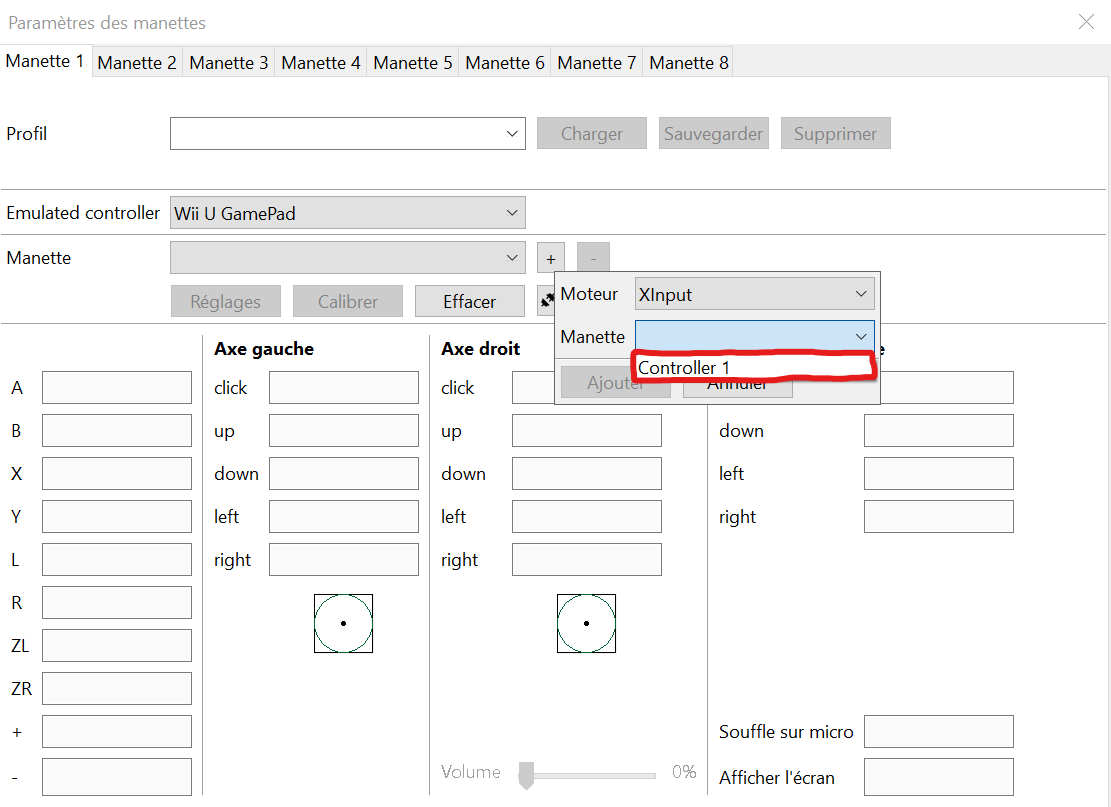 Paramètres des manettes
Manette 1 Manette 2 Manette 3 Manette 4 Manette 5 Manette 6 Manette 7 Manette 8
Profil Charger Sauvegarder Supprimer
Emulated controller Wii U GamePad
Manette + -
Réglages Calibrer Effacer
Moteur XInput
Manette
Controller 1
Ajouter Annuler
Axe gauche Axe droit
A click click
B up up down
X down down left
Y left left right
L right right
R
ZL
ZR
+ Souffle sur micro
- Volume 0% Afficher l'écran